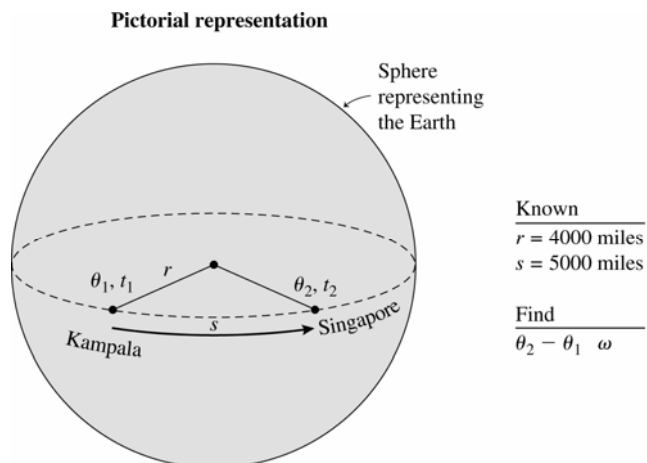 Pictorial representation
Sphere
representing
the Earth
θ₁, t₁
r
θ₂, t₂
s
Kampala
Singapore
Known
r = 4000 miles
s = 5000 miles
Find
θ₂ − θ₁ ω